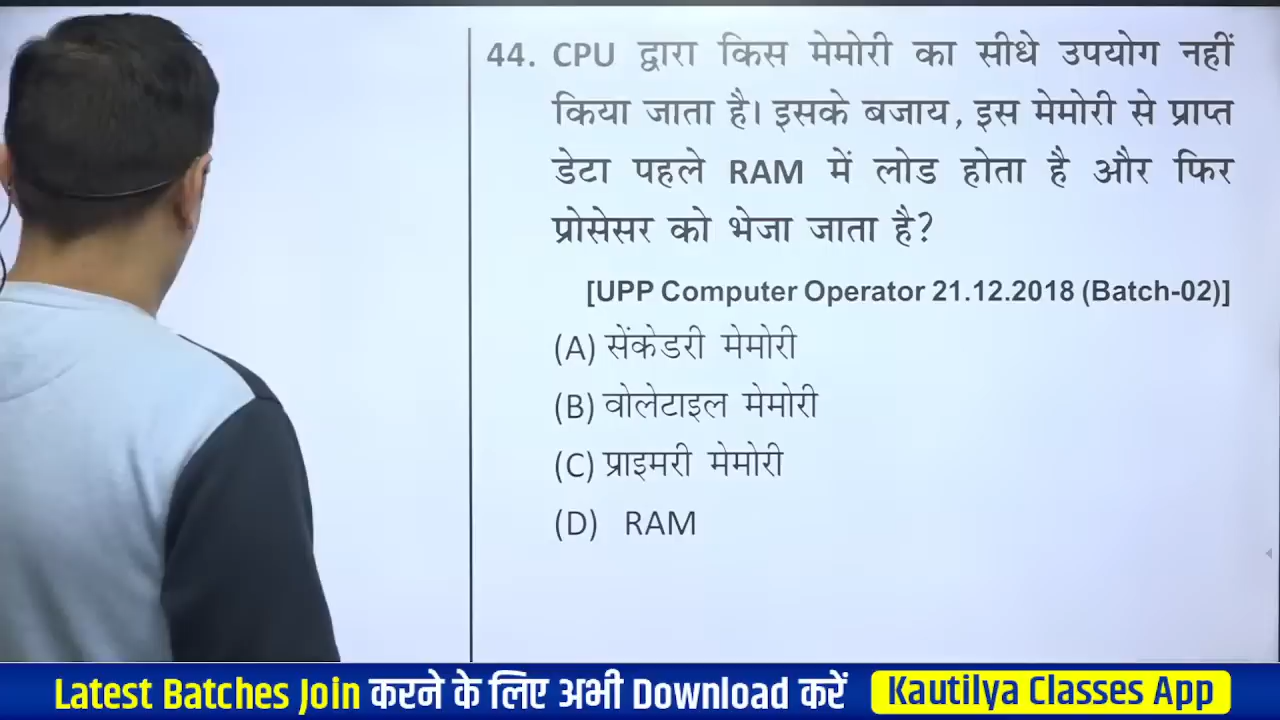 44. CPU द्वारा किस मेमोरी का सीधे उपयोग नहीं
किया जाता है। इसके बजाय, इस मेमोरी से प्राप्त
डेटा पहले RAM में लोड होता है और फिर
प्रोसेसर को भेजा जाता है?
[UPP Computer Operator 21.12.2018 (Batch-02)]
(A) सेंकेडरी मेमोरी
(B) वोलेटाइल मेमोरी
(C) प्राइमरी मेमोरी
(D) RAM
Latest Batches Join करने के लिए अभी Download करें Kautilya Classes App